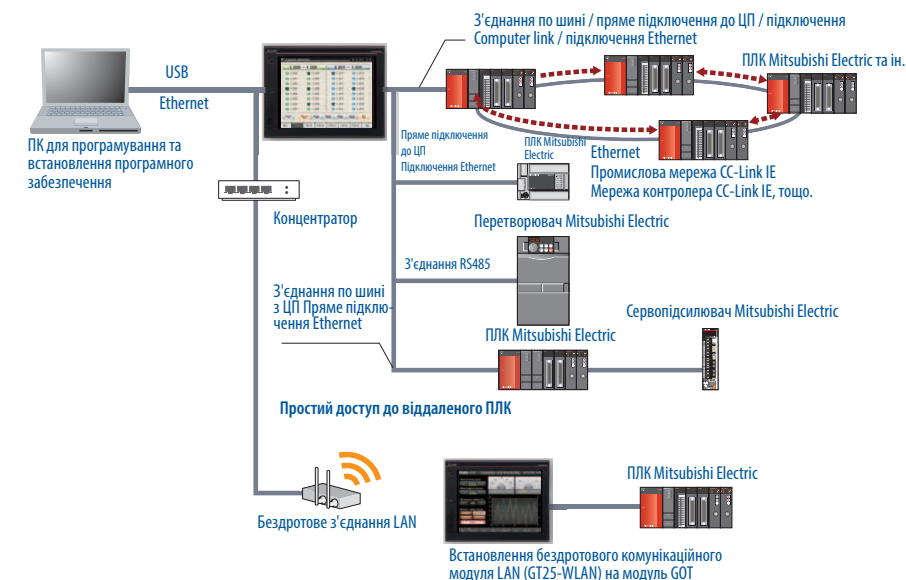 З'єднання по шині / пряме підключення до ЦП / підключення
Computer link / підключення Ethernet
ПЛК Mitsubishi Electric та ін.
USB
Ethernet
ПК для програмування та
встановлення програмного
забезпечення
Пряме підключення
до ЦП
Підключення Ethernet
ПЛК Mitsubishi
Electric
Ethernet
Промислова мережа CC-Link IE
Мережа контролера CC-Link IE, тощо.
Концентратор
Перетворювач Mitsubishi Electric
З'єднання RS485
З'єднання по шині
з ЦП Пряме підклю-
чення Ethernet
Сервопідсилювач Mitsubishi Electric
ПЛК Mitsubishi Electric
Простий доступ до віддаленого ПЛК
ПЛК Mitsubishi Electric
Бездротове з'єднання LAN
Встановлення бездротового комунікаційного
модуля LAN (GT25-WLAN) на модуль GOT